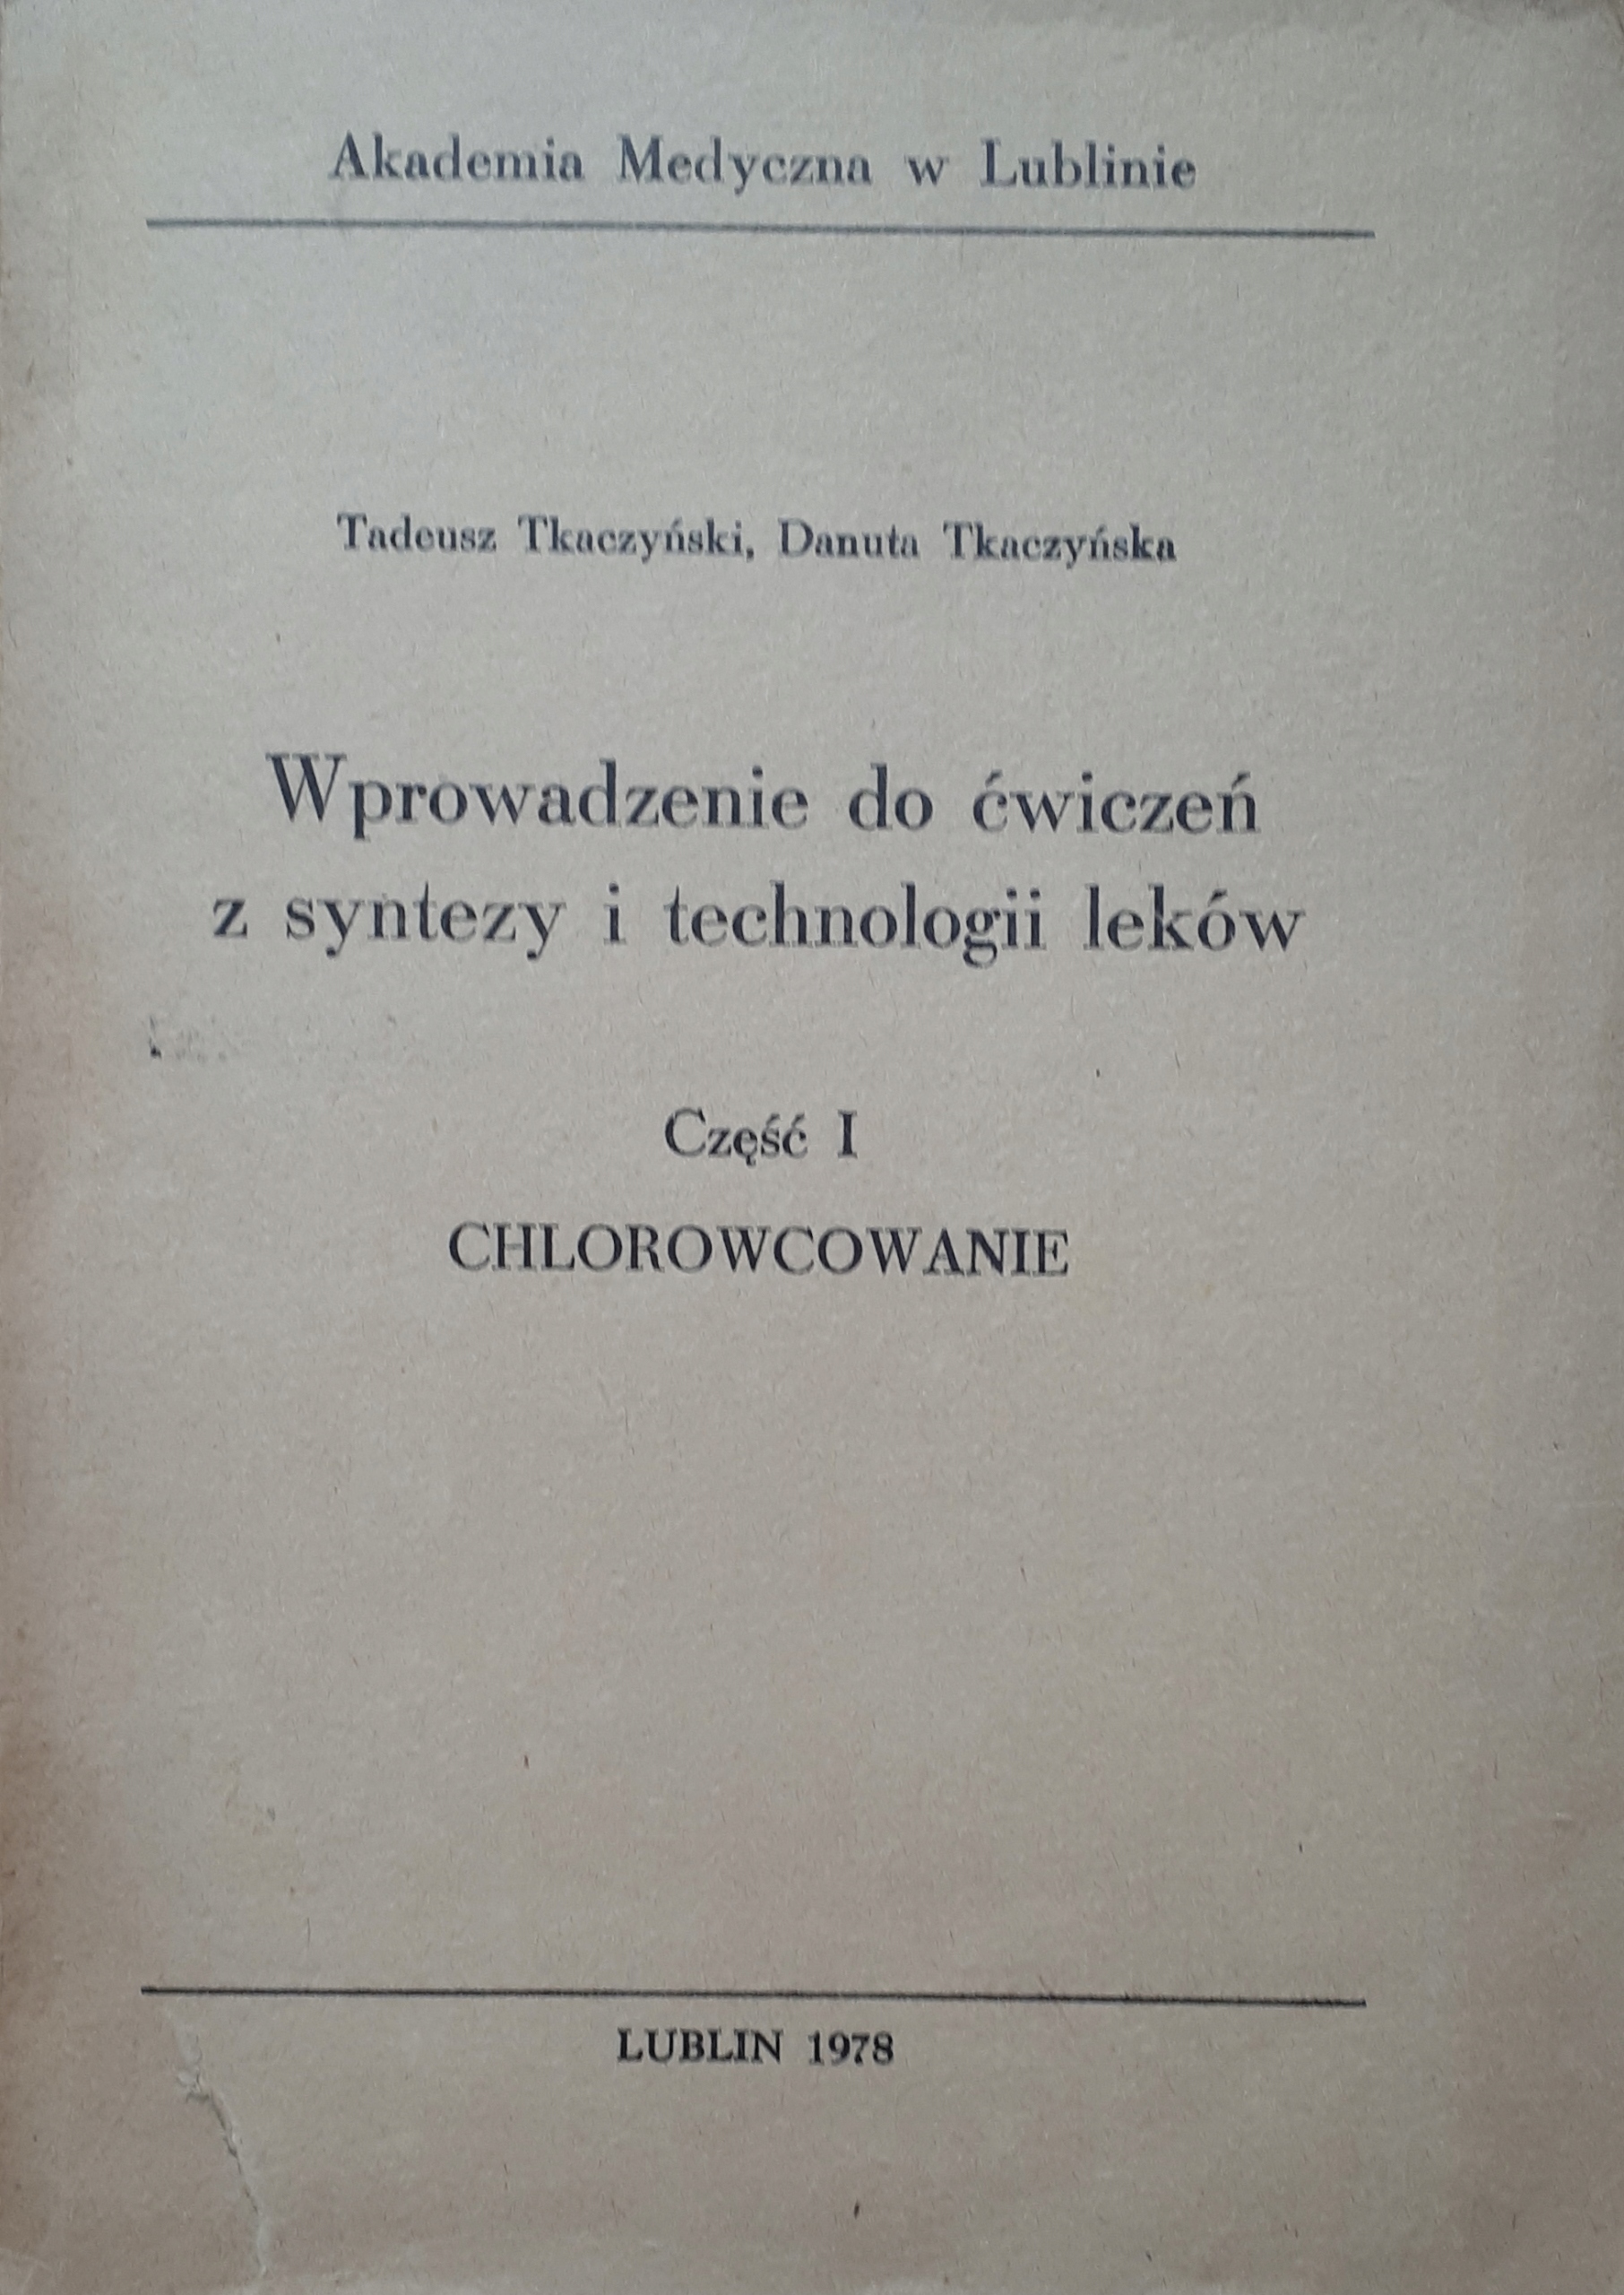 Akademia Medyczna w Lublinie
Tadeusz Tkaczyński, Danuta Tkaczyńska
Wprowadzenie do ćwiczeń
z syntezy i technologii leków
Część I
CHLOROWCOWANIE
LUBLIN 1978